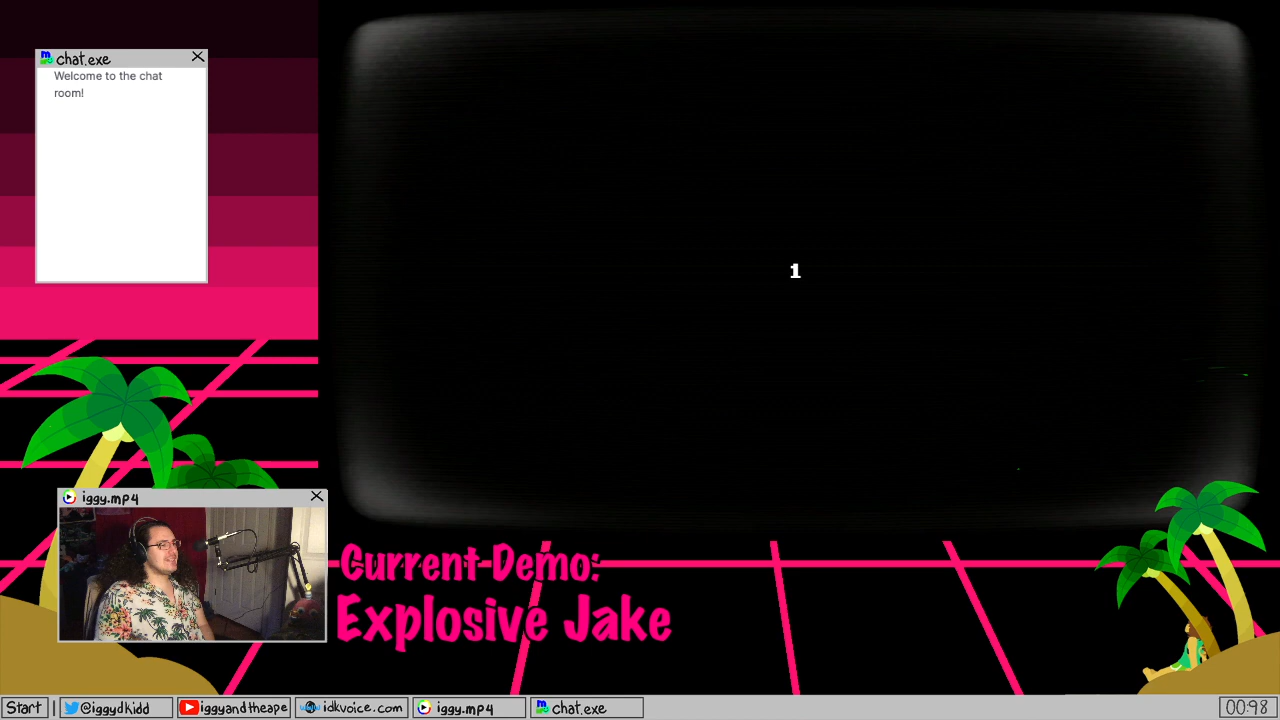 chat.exe
Welcome to the chat
room!
1
iggy.mp4
Current Demo:
Explosive Jake
Start
@iggydkidd
iggyandtheape
www idkvoice.com
iggy.mp4
chat.exe
00:98